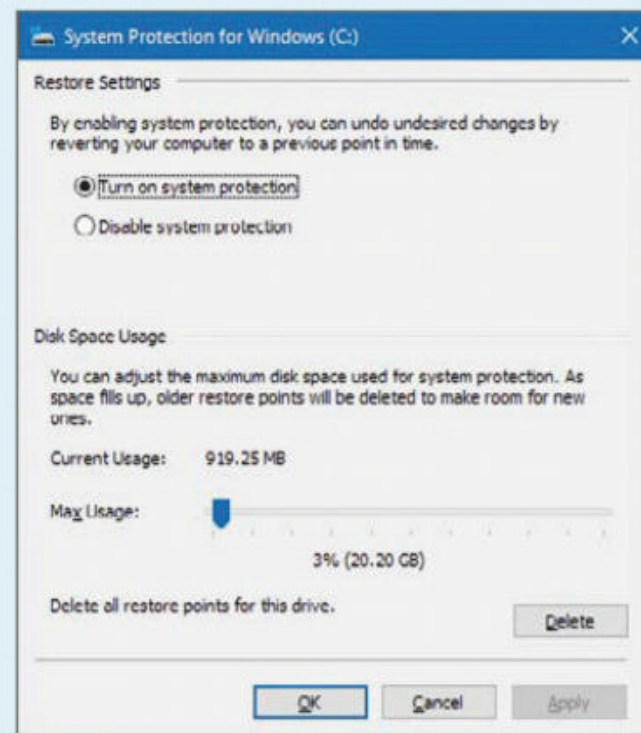 System Protection for Windows (C:)
Restore Settings
By enabling system protection, you can undo undesired changes by
reverting your computer to a previous point in time.
Turn on system protection
Disable system protection
Disk Space Usage
You can adjust the maximum disk space used for system protection. As
space fills up, older restore points will be deleted to make room for new
ones.
Current Usage: 919.25 MB
Max Usage:
3% (20.20 GB)
Delete all restore points for this drive.
Delete
OK Cancel Apply